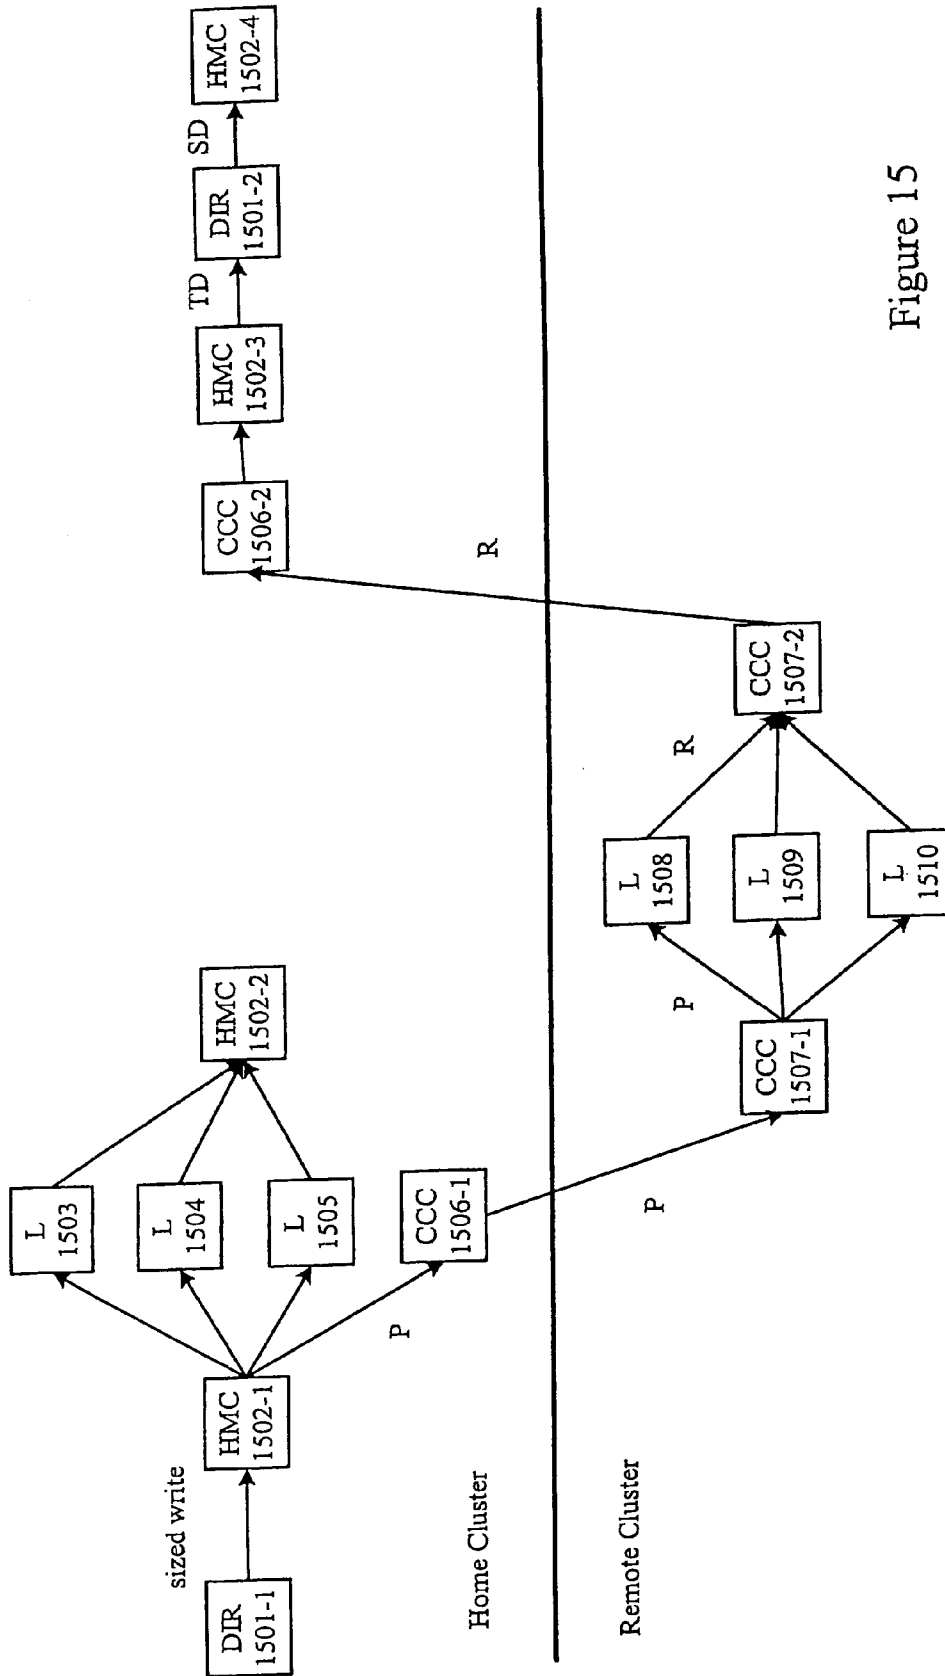 sized write
DIR
1501-1
HMC
1502-1
P
L
1503
L
1504
L
1505
CCC
1506-1
HMC
1502-2
CCC
1506-2
HMC
1502-3
TD
DIR
1501-2
SD
HMC
1502-4
R
Home Cluster
Remote Cluster
P
CCC
1507-1
P
L
1508
L
1509
L
1510
R
CCC
1507-2
Figure 15